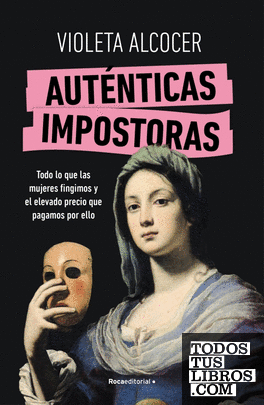 VIOLETA ALCOCER
AUTÉNTICAS
IMPOSTORAS
Todo lo que las
mujeres fingimos y
el elevado precio que
pagamos por ello
Rocaeditorial
TODOS
TUS
LIBROS
.COM